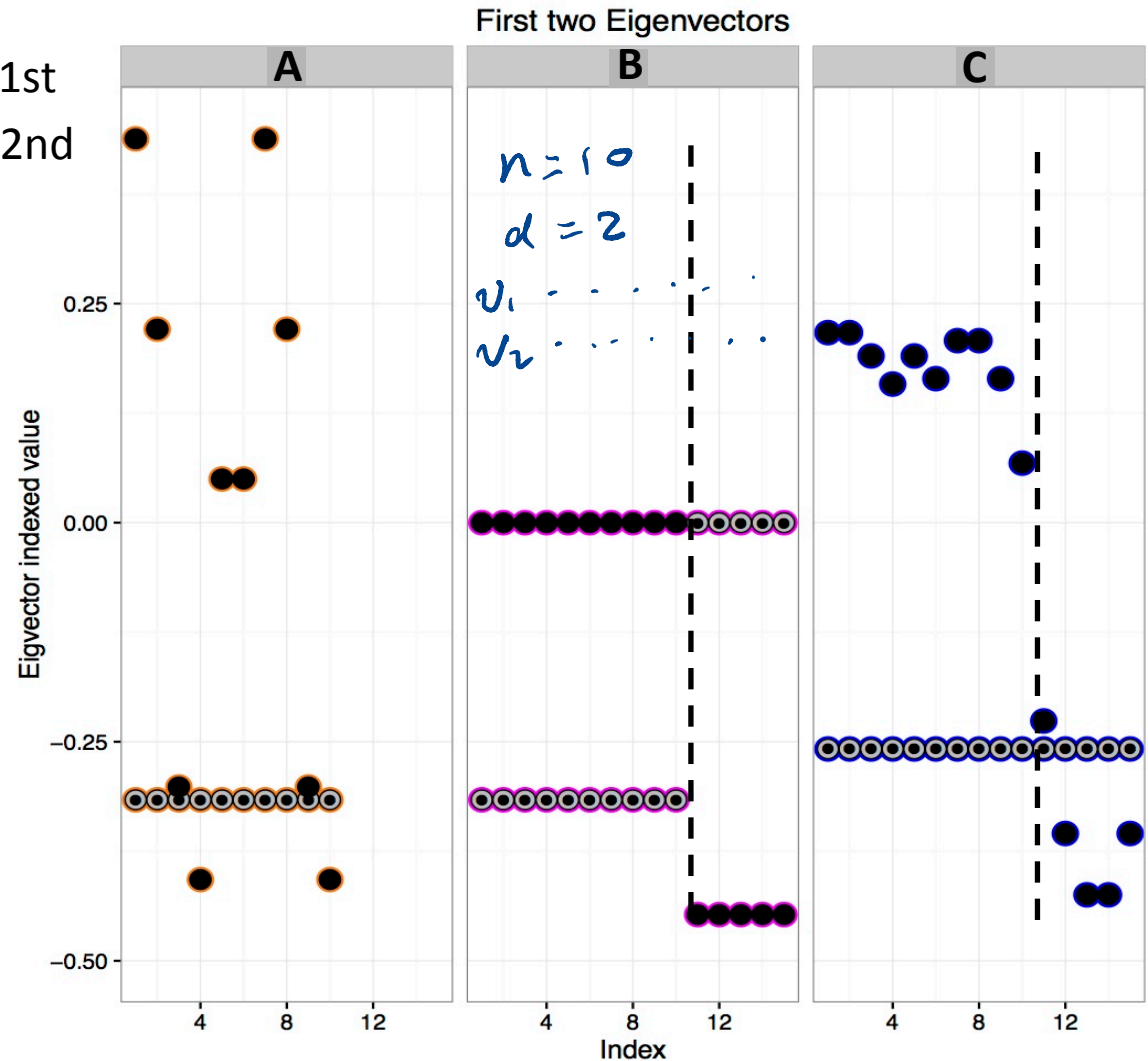 First two Eigenvectors
1st
2nd
A
B
C
n = 10
d = 2
v₁
v₂
0.25
0.00
−0.25
−0.50
Eigvector indexed value
4 8 12
4 8 12
4 8 12
Index